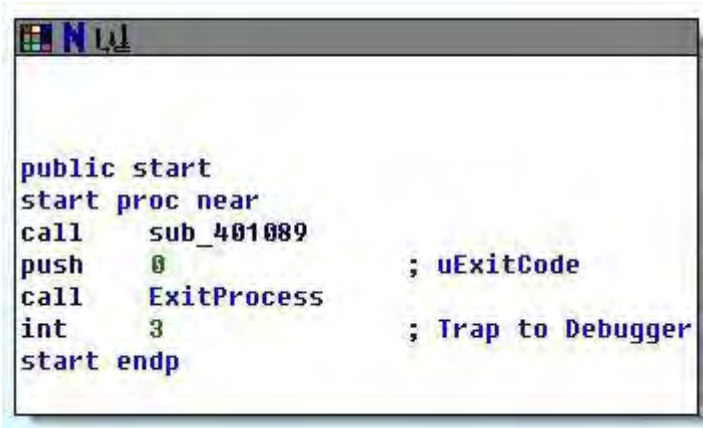 public start
start proc near
call sub_401089
push 0 ; uExitCode
call ExitProcess
int 3 ; Trap to Debugger
start endp